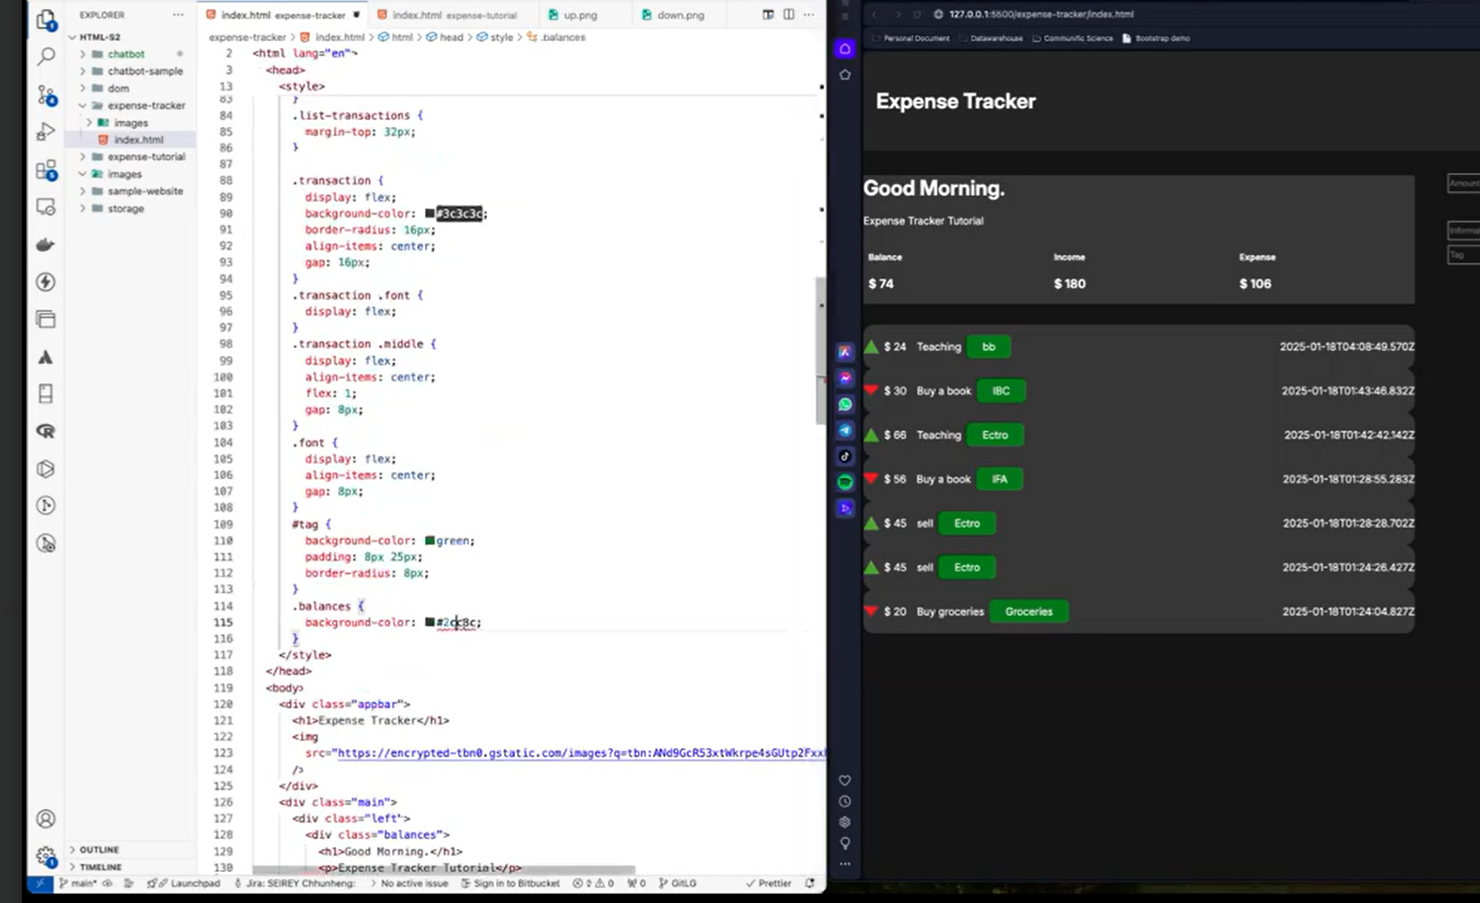 EXPLORER
HTML-S2
chatbot
chatbot-sample
dom
expense-tracker
images
index.html
expense-tutorial
images
sample-website
storage
OUTLINE
TIMELINE
index.html expense-tracker
index.html expense-tutorial
up.png
down.png
expense-tracker > index.html > html > head > style > .balances
2 <html lang="en">
3 <head>
13 <style>
83 }
84 .list-transactions {
85 margin-top: 32px;
86 }
87
88 .transaction {
89 display: flex;
90 background-color: #3c3c3c;
91 border-radius: 16px;
92 align-items: center;
93 gap: 16px;
94 }
95 .transaction .font {
96 display: flex;
97 }
98 .transaction .middle {
99 display: flex;
100 align-items: center;
101 flex: 1;
102 gap: 8px;
103 }
104 .font {
105 display: flex;
106 align-items: center;
107 gap: 8px;
108 }
109 #tag {
110 background-color: green;
111 padding: 8px 25px;
112 border-radius: 8px;
113 }
114 .balances {
115 background-color: #2cc8c;
116 }
117 </style>
118 </head>
119 <body>
120 <div class="appbar">
121 <h1>Expense Tracker</h1>
122 <img
123 src="https://encrypted-tbn0.gstatic.com/images?q=tbn:ANd9GcR53xtWkrpe4sGUtp2Fxx
124 />
125 </div>
126 <div class="main">
127 <div class="left">
128 <div class="balances">
129 <h1>Good Morning.</h1>
130 <p>Expense Tracker Tutorial</p>
main*
Launchpad
Jira: SEIREY Chhunheng:
No active issue
Sign in to Bitbucket
2 0
0
GitLG
Prettier
127.0.0.1:5500/expense-tracker/index.html
Personal Document
Datawarehouse
Communific Science
Bootstrap demo
Expense Tracker
Good Morning.
Expense Tracker Tutorial
Balance Income Expense
$ 74 $ 180 $ 106
$ 24 Teaching bb 2025-01-18T04:08:49.570Z
$ 30 Buy a book IBC 2025-01-18T01:43:46.832Z
$ 66 Teaching Ectro 2025-01-18T01:42:42.142Z
$ 56 Buy a book IFA 2025-01-18T01:28:55.283Z
$ 45 sell Ectro 2025-01-18T01:28:28.702Z
$ 45 sell Ectro 2025-01-18T01:24:26.427Z
$ 20 Buy groceries Groceries 2025-01-18T01:24:04.827Z
Amount
Informa
Tag